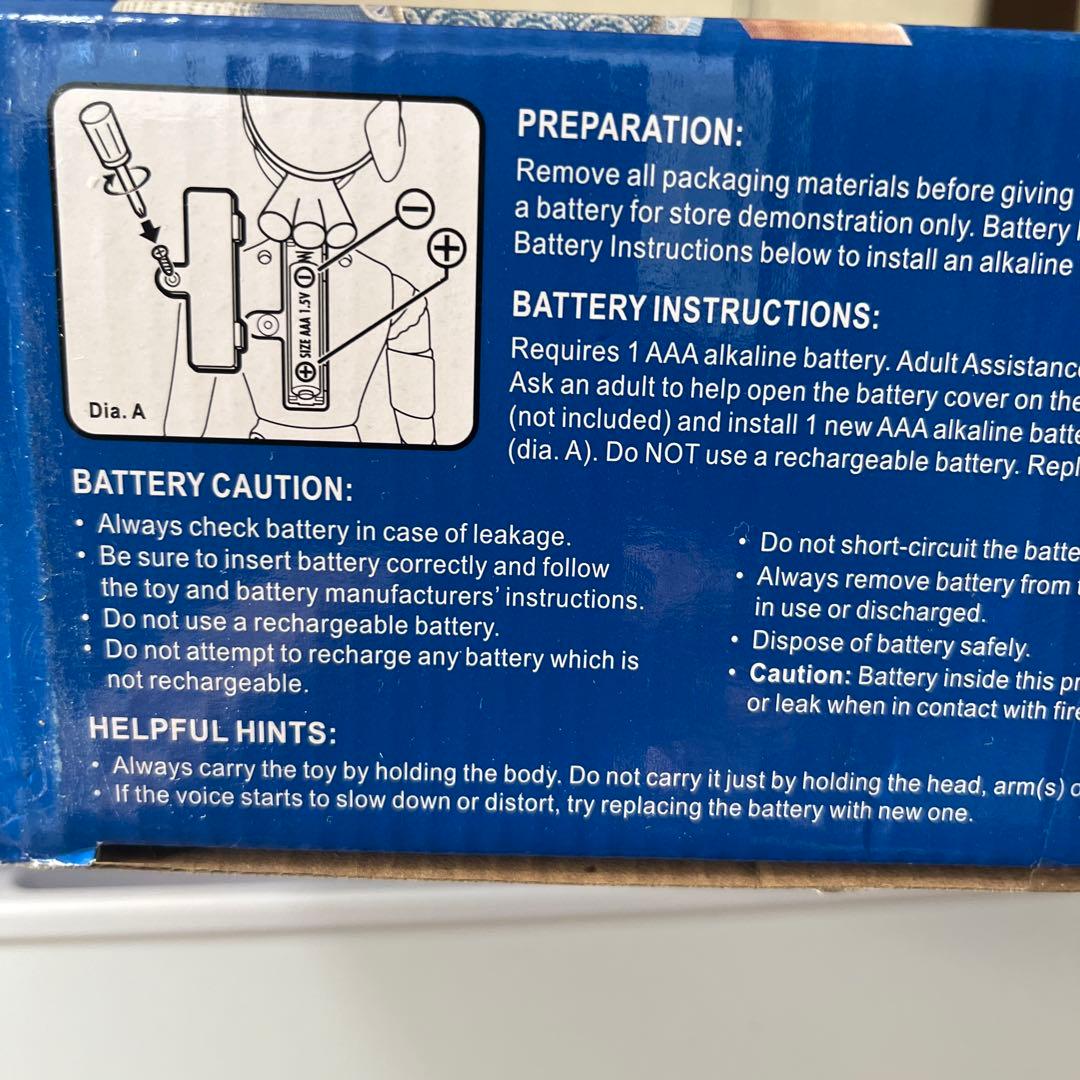 PREPARATION:
Remove all packaging materials before giving
a battery for store demonstration only. Battery
Battery Instructions below to install an alkaline
BATTERY INSTRUCTIONS:
Requires 1 AAA alkaline battery. Adult Assistance
Ask an adult to help open the battery cover on the
(not included) and install 1 new AAA alkaline
(dia. A). Do NOT use a rechargeable battery.
SIZE AAA 1.5V
Dia. A
BATTERY CAUTION:
• Always check battery in case of leakage.
• Be sure to insert battery correctly and follow
the toy and battery manufacturers' instructions.
• Do not use a rechargeable battery.
• Do not attempt to recharge any battery which is
not rechargeable.
• Do not short-circuit the
• Always remove battery from
in use or discharged.
• Dispose of battery safely.
• Caution: Battery inside this
or leak when in contact with
HELPFUL HINTS:
• Always carry the toy by holding the body. Do not carry it just by holding the head, arm(s)
• If the voice starts to slow down or distort, try replacing the battery with new one.